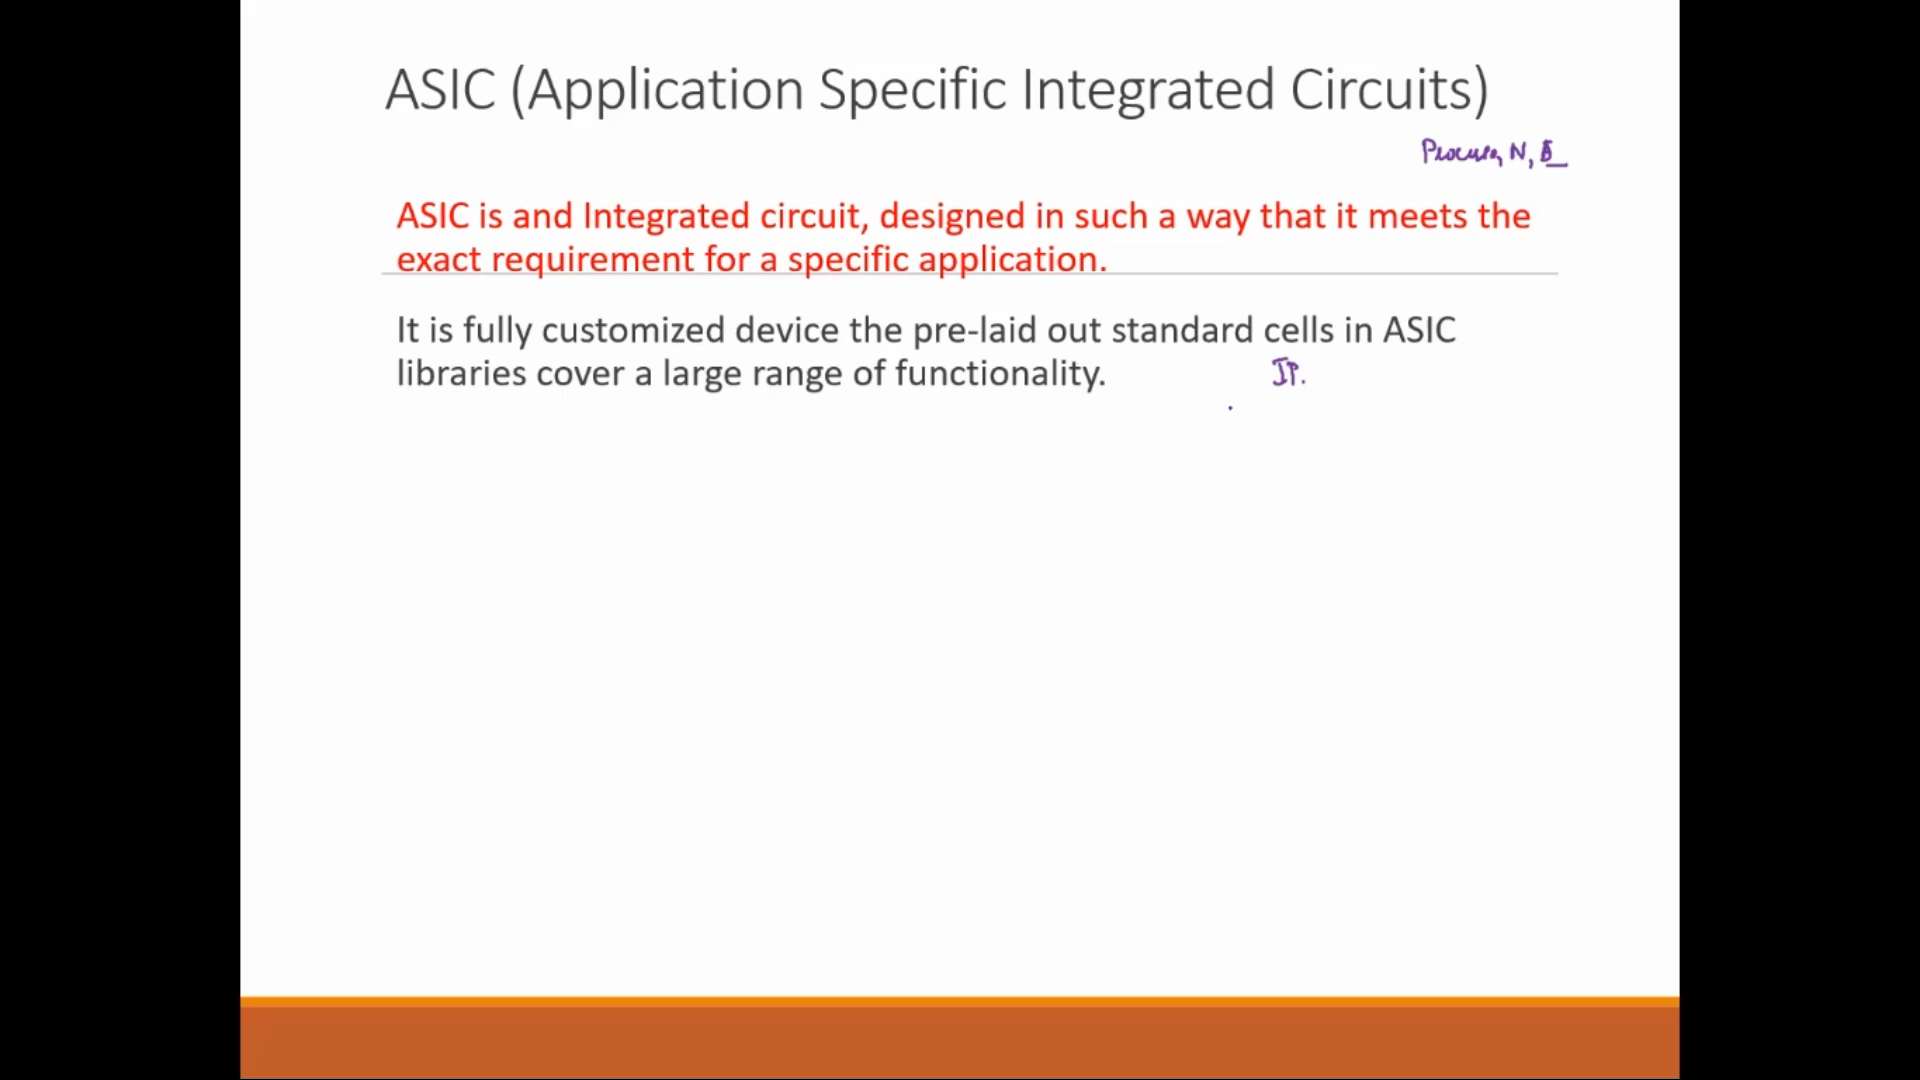 ASIC (Application Specific Integrated Circuits)
N,
ASIC is and Integrated circuit, designed in such a way that it meets the
exact requirement for a specific application.
It is fully customized device the pre-laid out standard cells in ASIC
libraries cover a large range of functionality.
IP.